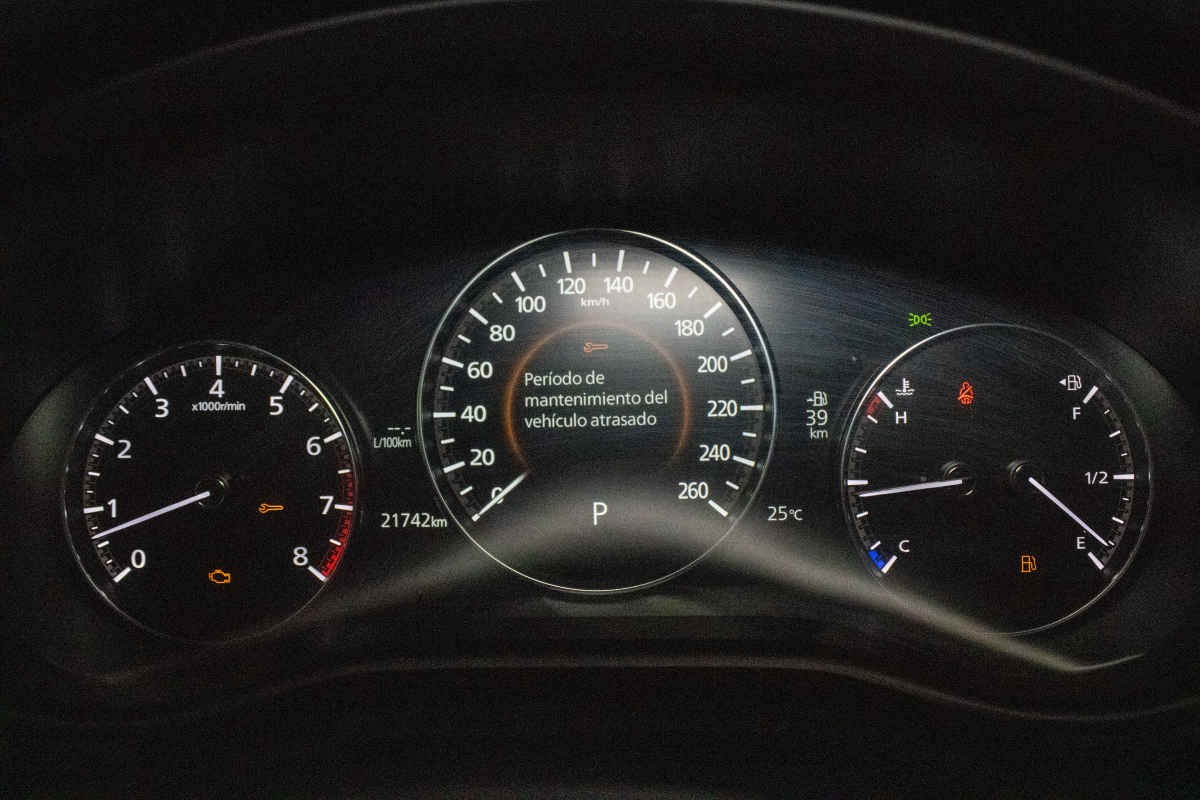 0
1
2
3
4
5
6
7
8
x1000r/min
--.-
L/100km
21742km
0
20
40
60
80
100
120
140
160
180
200
220
240
260
km/h
Período de
mantenimiento del
vehículo atrasado
P
39
km
25°C
H
C
F
1/2
E